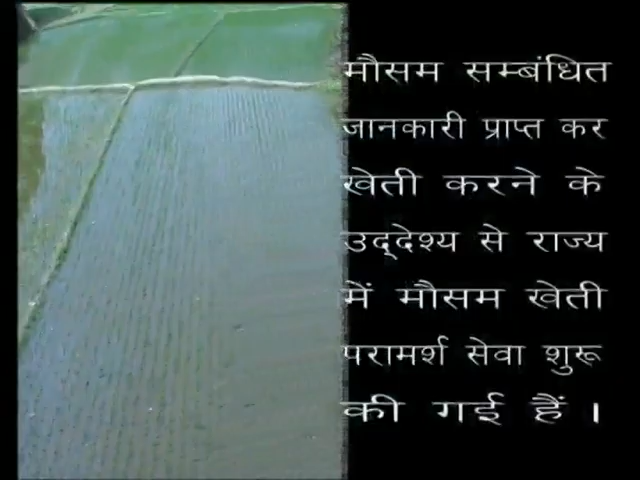 मौसम सम्बंधित
जानकारी प्राप्त कर
खेती करने के
उद्देश्य से राज्य
में मौसम खेती
परामर्श सेवा शुरू
की गई हैं ।